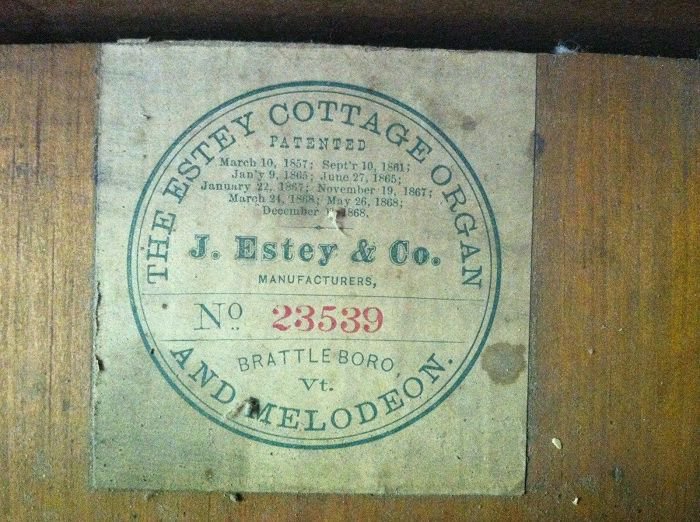 THE ESTEY COTTAGE ORGAN
PATENTED
March 10, 1857; Sept'r 10, 1861;
Jan'y 9, 1865; June 27, 1865;
January 22, 1867; November 19, 1867;
March 24, 1868; May 26, 1868;
December 1868.
J. Estey & Co.
MANUFACTURERS,
No. 23539
BRATTLEBORO,
Vt.
AND MELODEON.